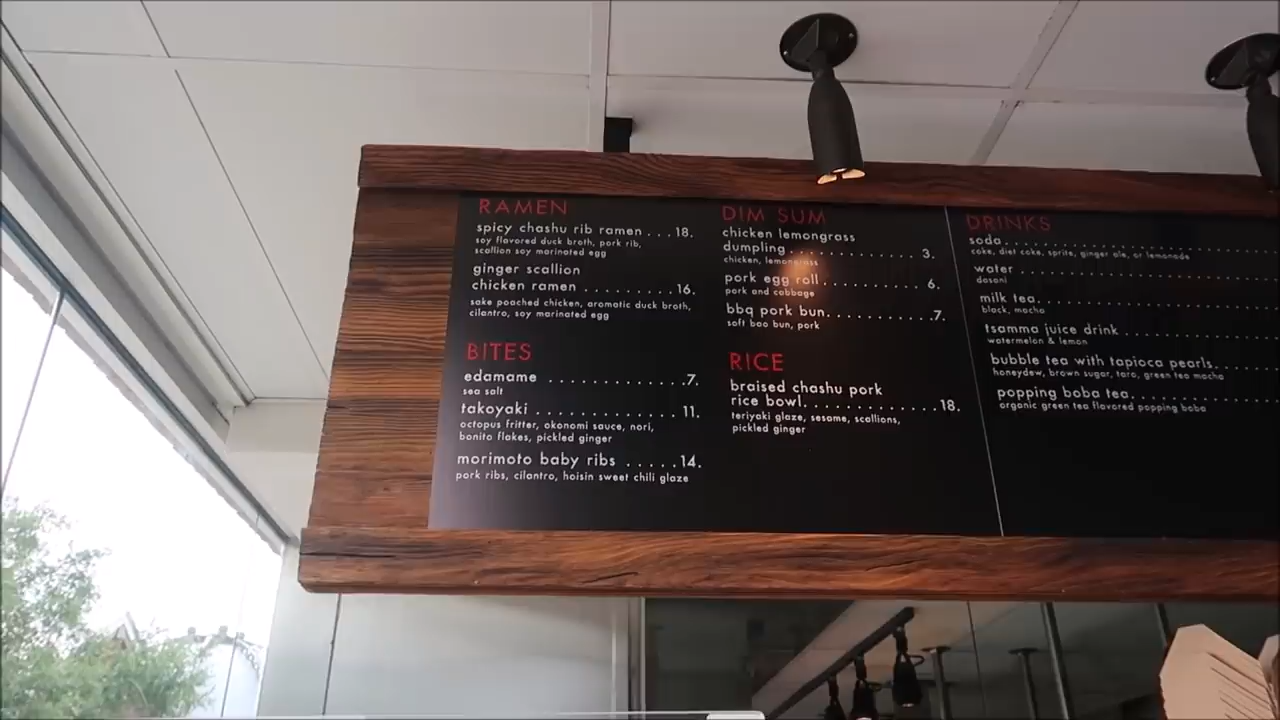 RAMEN
spicy chashu rib ramen . . . 18.
soy flavored duck broth, pork rib,
scallion soy marinated egg
ginger scallion
chicken ramen . . . . . . . . . . 16.
sake poached chicken, aromatic duck broth,
cilantro, soy marinated egg
BITES
edamame . . . . . . . . . . . . .7.
sea salt
takoyaki . . . . . . . . . . . . . 11.
octopus fritter, okonomi sauce, nori,
bonito flakes, pickled ginger
morimoto baby ribs . . . . .14.
pork ribs, cilantro, hoisin sweet chili glaze
DIM SUM
chicken lemongrass
dumpling. . . . . . . . . . . . 3.
chicken, lemongrass
pork egg roll . . . . . . . . . . 6.
pork and cabbage
bbq pork bun. . . . . . . . . .7.
soft bao bun, pork
RICE
braised chashu pork
rice bowl. . . . . . . . . . . . .18.
teriyaki glaze, sesame, scallions,
pickled ginger
DRINKS
soda. . . . . . . . . . . . . . . . . . . . .
coke, diet coke, sprite, ginger ale, or lemonade
water . . . . . . . . . . . . . . . . . . .
dasani
milk tea. . . . . . . . . . . . . . . . .
black, macha
tsamma juice drink . . . . . . . . . .
watermelon & lemon
bubble tea with tapioca pearls. . . .
honeydew, brown sugar, taro, green tea macha
popping boba tea. . . . . . . . . . . .
organic green tea flavored popping boba